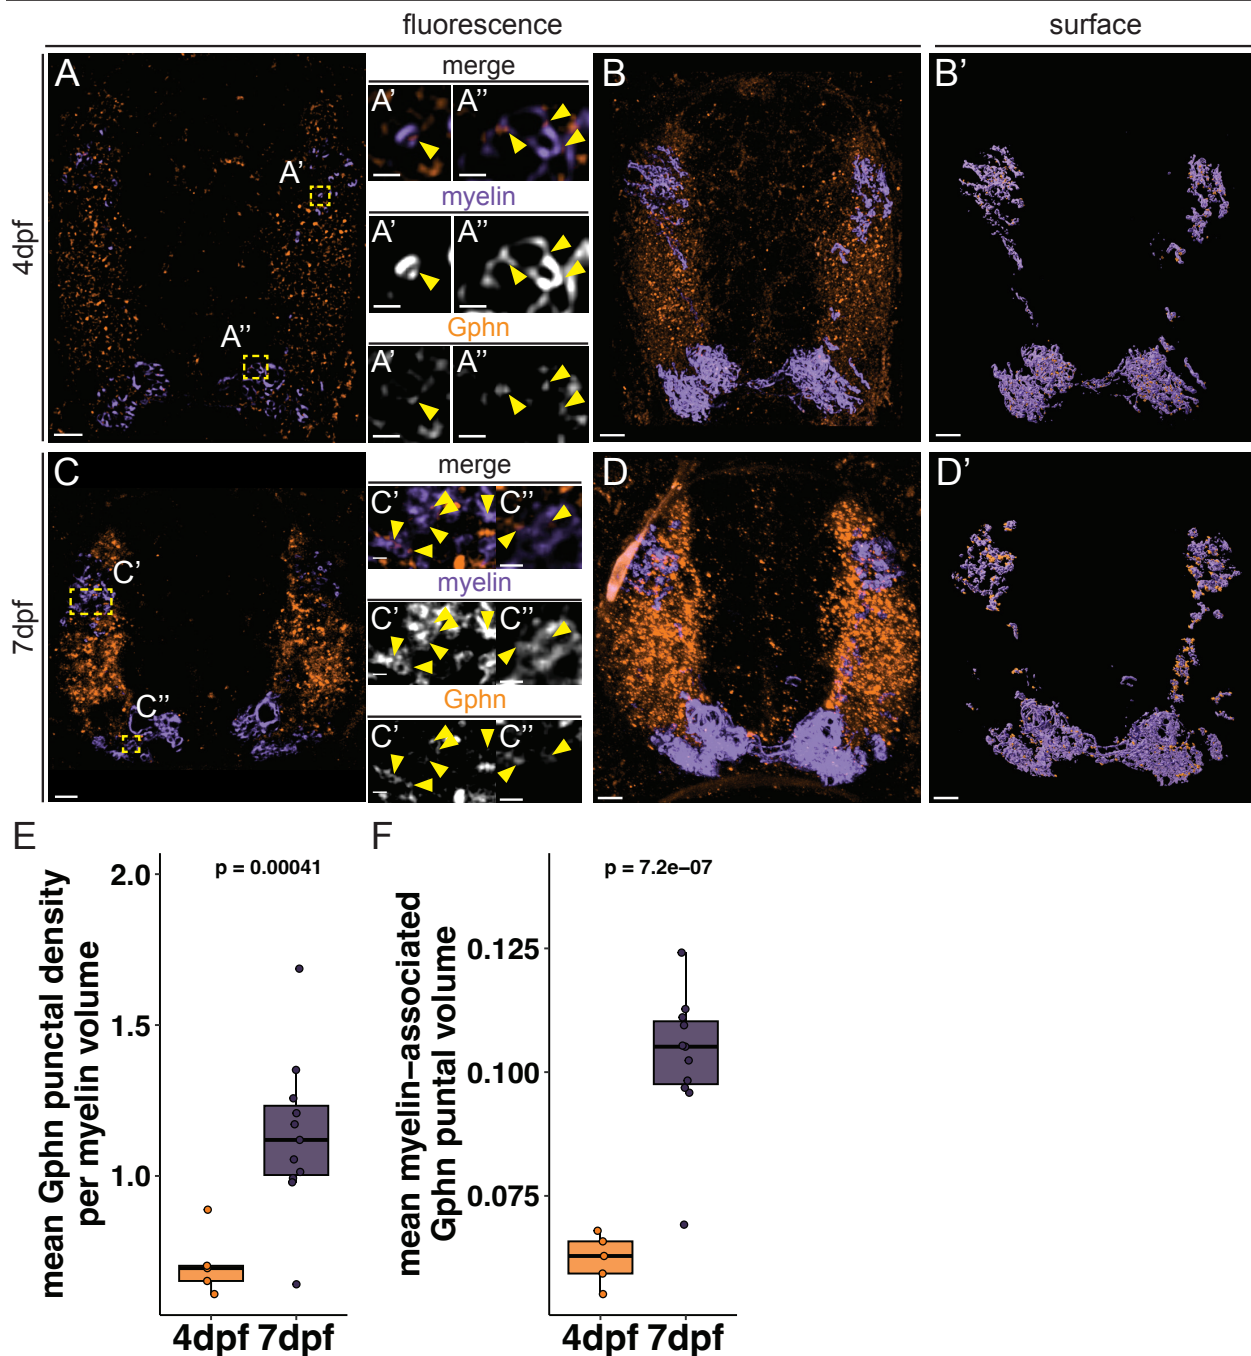 fluorescence
surface
4dpf
A
A'
A''
merge
A'
A''
myelin
A'
A''
Gphn
A'
A''
B
B'
7dpf
C
C'
C''
merge
C'
C''
myelin
C'
C''
Gphn
C'
C''
D
D'
E
mean Gphn punctal density
per myelin volume
p = 0.00041
2.0
1.5
1.0
4dpf
7dpf
F
mean myelin–associated
Gphn puntal volume
p = 7.2e−07
0.125
0.100
0.075
4dpf
7dpf